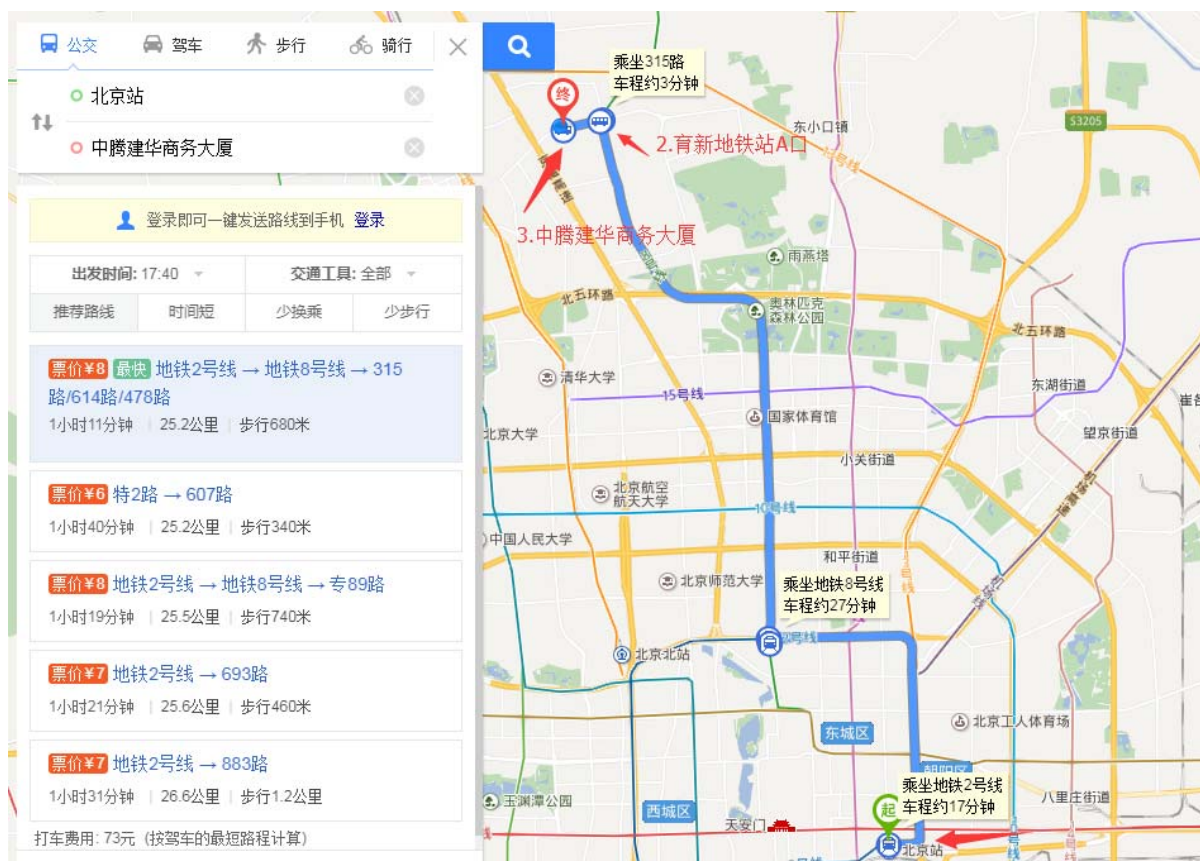 公交
驾车
步行
骑行
北京站
中腾建华商务大厦
登录即可一键发送路线到手机 登录
出发时间: 17:40
交通工具: 全部
推荐路线
时间短
少换乘
少步行
票价¥8 最快 地铁2号线 → 地铁8号线 → 315
路/614路/478路
1小时11分钟 | 25.2公里 | 步行680米
票价¥6 特2路 → 607路
1小时40分钟 | 25.2公里 | 步行340米
票价¥8 地铁2号线 → 地铁8号线 → 专89路
1小时19分钟 | 25.5公里 | 步行740米
票价¥7 地铁2号线 → 693路
1小时21分钟 | 25.6公里 | 步行460米
票价¥7 地铁2号线 → 883路
1小时31分钟 | 26.6公里 | 步行1.2公里
打车费用: 73元 (按驾车的最短路程计算)
乘坐315路
车程约3分钟
终
东小口镇
S3205
2.育新地铁站A口
3.中腾建华商务大厦
雨燕塔
北五环路
奥林匹克
森林公园
北五环路
清华大学
15号线
东湖街道
国家体育馆
北京大学
望京街道
小关街道
机场高速
北京航空
航天大学
10号线
中国人民大学
和平街道
北京师范大学
乘坐地铁8号线
车程约27分钟
机场线
2号线
北京北站
东城区
北京工人体育场
朝阳区
乘坐地铁2号线
车程约17分钟
八里庄街道
玉渊潭公园
西城区
天安门
起
北京站